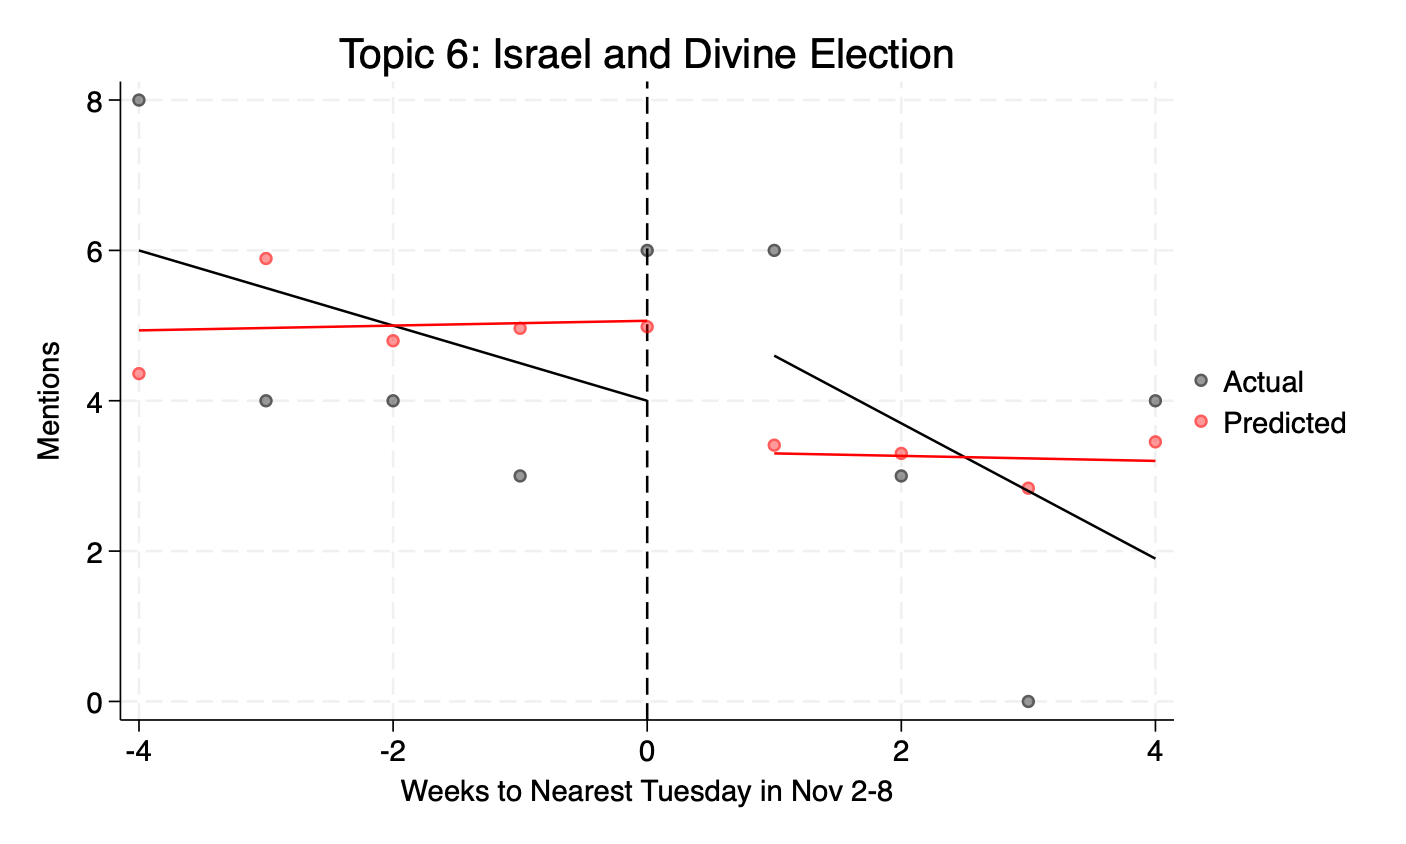 Topic 6: Israel and Divine Election
8
6
4
2
0
Mentions
-4
-2
0
2
4
Weeks to Nearest Tuesday in Nov 2-8
Actual
Predicted